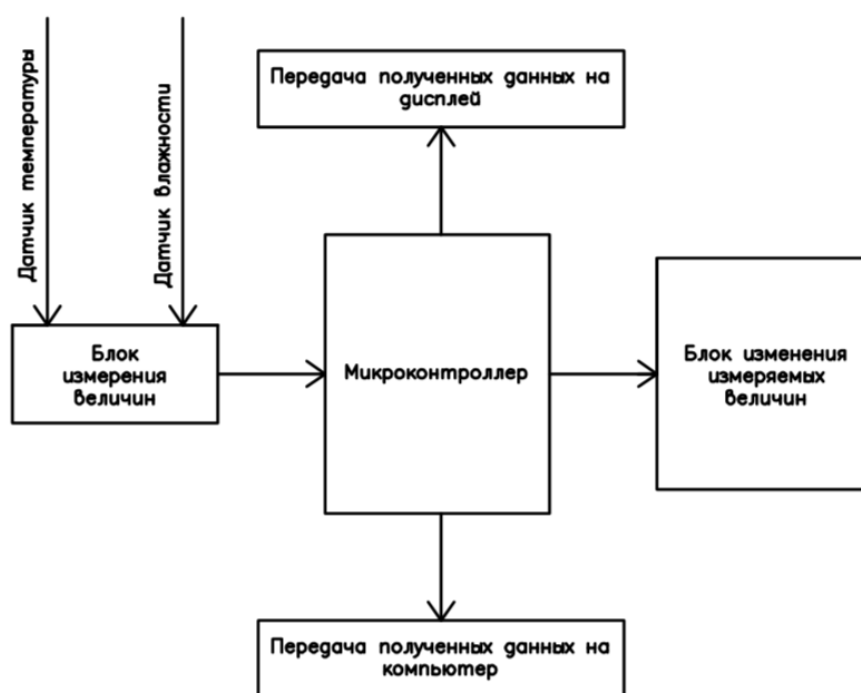 Датчик температуры
Датчик влажности
Передача полученных данных на
дисплей
Блок
измерения
величин
Микроконтроллер
Блок изменения
измеряемых
величин
Передача полученных данных на
компьютер